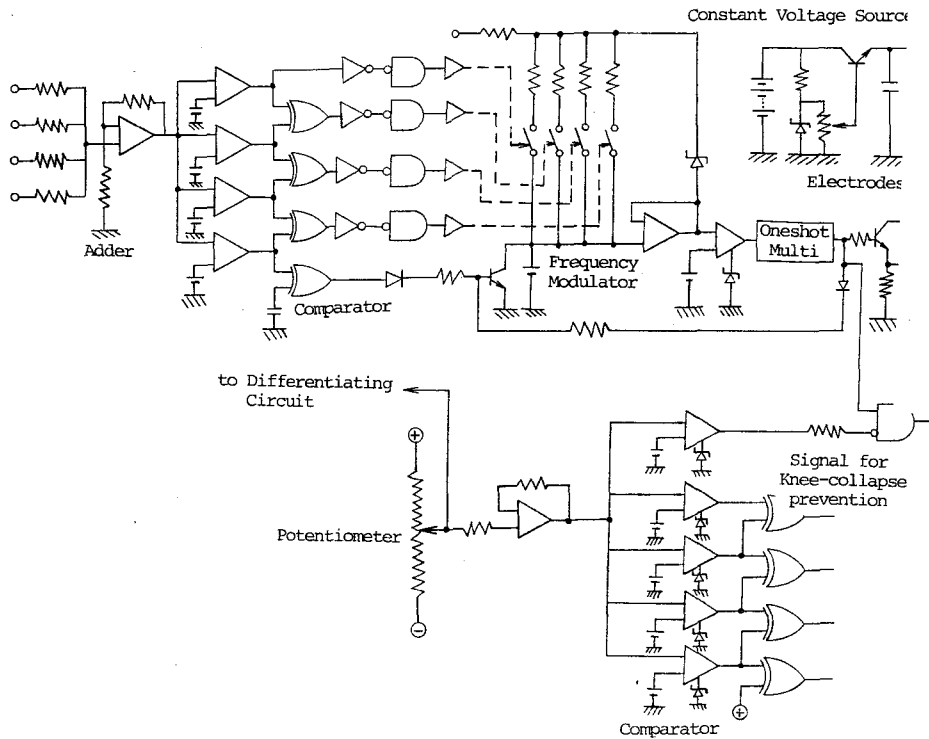 Constant Voltage Source
Electrodes
Adder
Comparator
Frequency
Modulator
Oneshot
Multi
to Differentiating
Circuit
+
Signal for
Knee-collapse
prevention
Potentiometer
−
+
Comparator